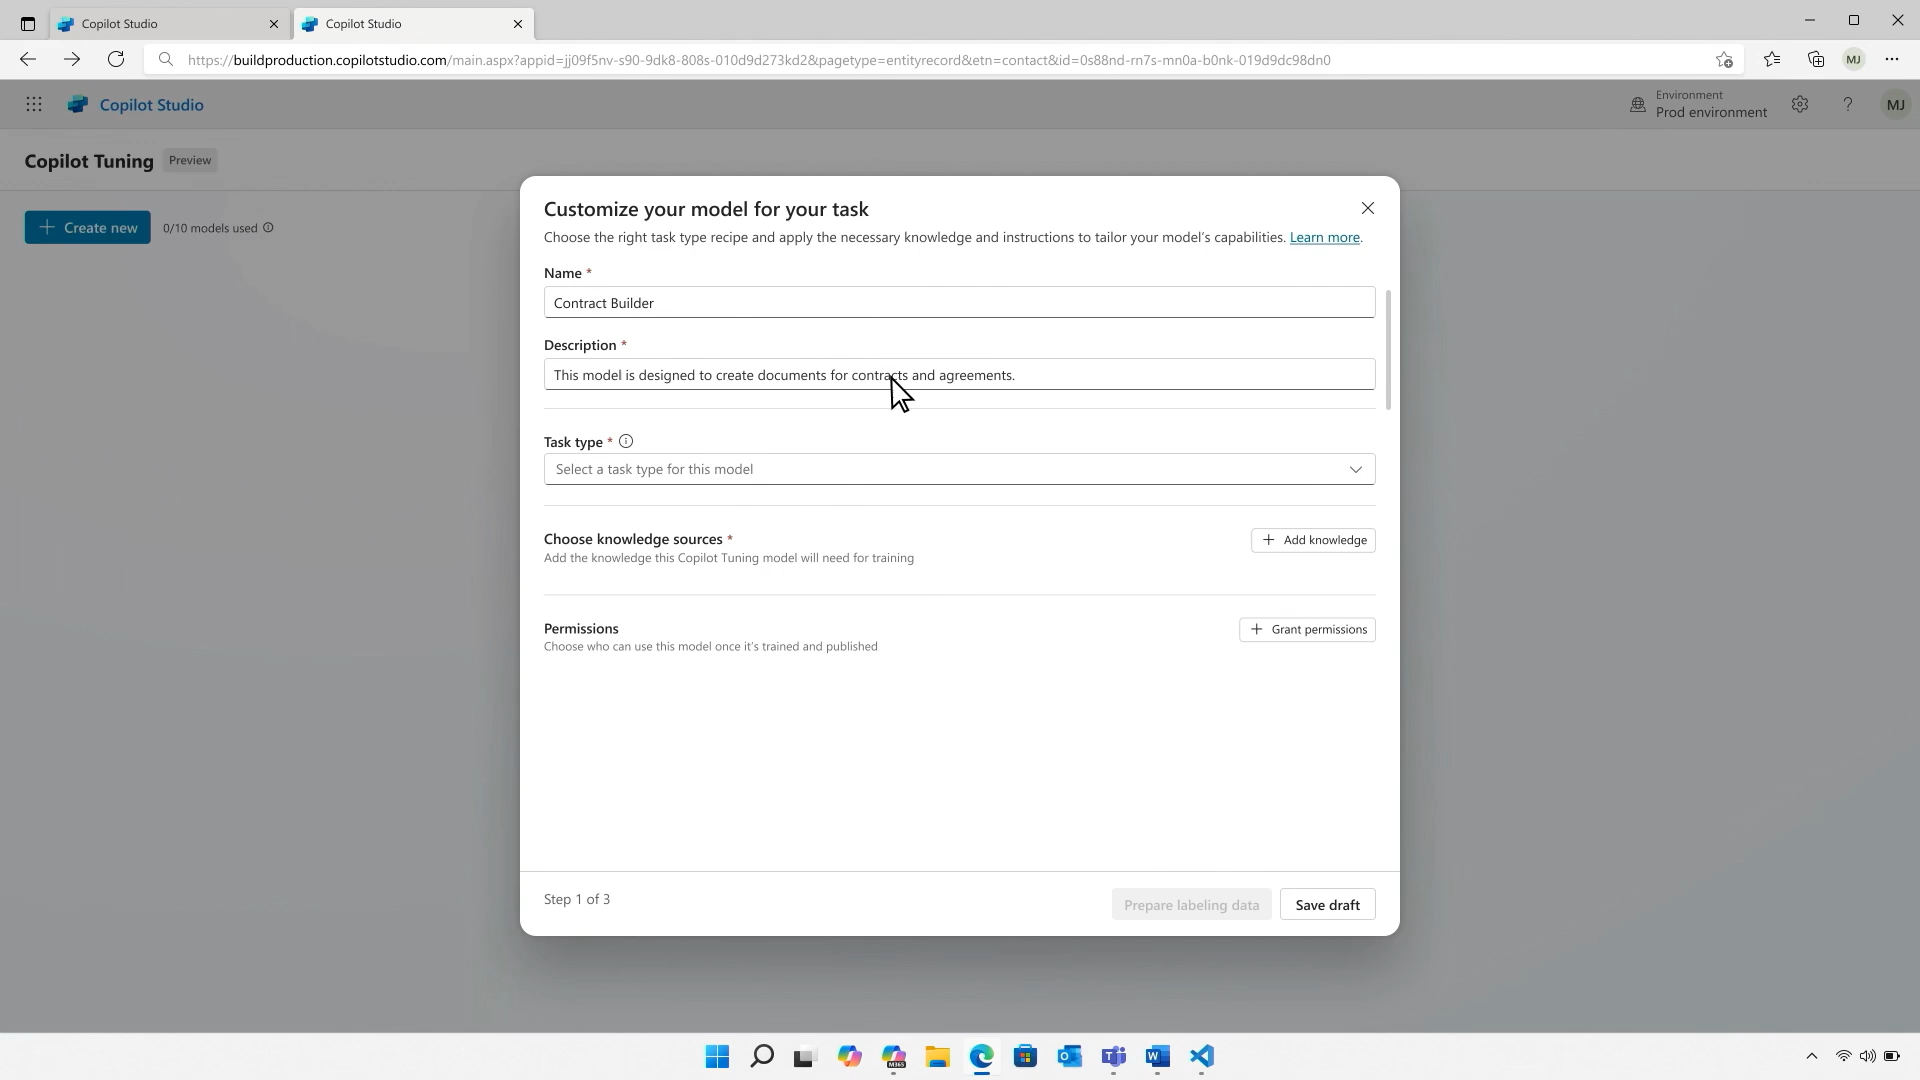 Copilot Studio
Copilot Studio
https://buildproduction.copilotstudio.com/main.aspx?appid=jj09f5nv-s90-9dk8-808s-010d9d273kd2&pagetype=entityrecord&etn=contact&id=0s88nd-rn7s-mn0a-b0nk-019d9dc98dn0
MJ
Copilot Studio
Environment
Prod environment
?
MJ
Copilot Tuning
Preview
Create new
0/10 models used
Customize your model for your task
Choose the right task type recipe and apply the necessary knowledge and instructions to tailor your model's capabilities. Learn more.
Name *
Contract Builder
Description *
This model is designed to create documents for contracts and agreements.
Task type *
Select a task type for this model
Choose knowledge sources *
Add knowledge
Add the knowledge this Copilot Tuning model will need for training
Permissions
Grant permissions
Choose who can use this model once it's trained and published
Step 1 of 3
Prepare labeling data
Save draft
M365